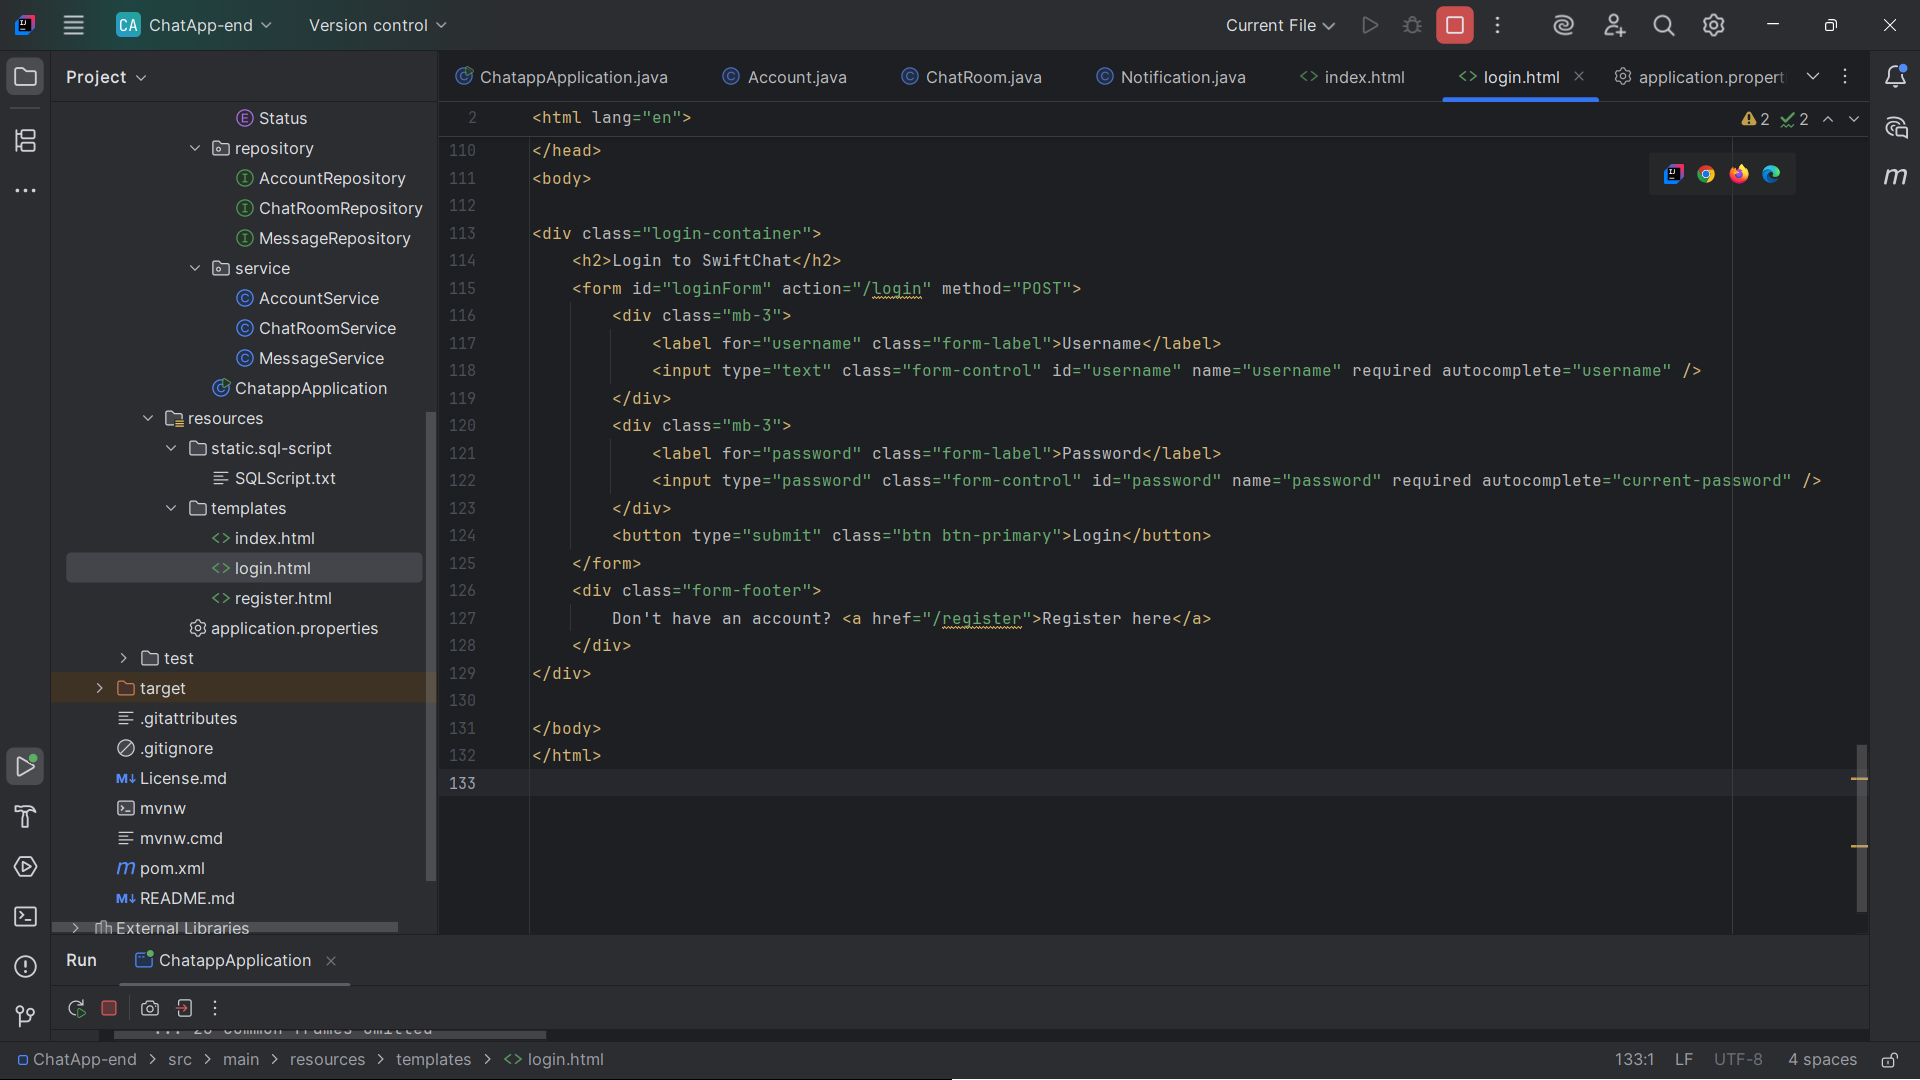 CA ChatApp-end Version control Current File
Project
ChatappApplication.java Account.java ChatRoom.java Notification.java index.html login.html application.propert
Status
repository
AccountRepository
ChatRoomRepository
MessageRepository
service
AccountService
ChatRoomService
MessageService
ChatappApplication
resources
static.sql-script
SQLScript.txt
templates
index.html
login.html
register.html
application.properties
test
target
.gitattributes
.gitignore
License.md
mvnw
mvnw.cmd
pom.xml
README.md
External Libraries
2 <html lang="en"> 2 2
110 </head>
111 <body>
112
113 <div class="login-container">
114 <h2>Login to SwiftChat</h2>
115 <form id="loginForm" action="/login" method="POST">
116 <div class="mb-3">
117 <label for="username" class="form-label">Username</label>
118 <input type="text" class="form-control" id="username" name="username" required autocomplete="username" />
119 </div>
120 <div class="mb-3">
121 <label for="password" class="form-label">Password</label>
122 <input type="password" class="form-control" id="password" name="password" required autocomplete="current-password" />
123 </div>
124 <button type="submit" class="btn btn-primary">Login</button>
125 </form>
126 <div class="form-footer">
127 Don't have an account? <a href="/register">Register here</a>
128 </div>
129 </div>
130
131 </body>
132 </html>
133
Run ChatappApplication
... 26 common frames omitted
ChatApp-end > src > main > resources > templates > login.html 133:1 LF UTF-8 4 spaces